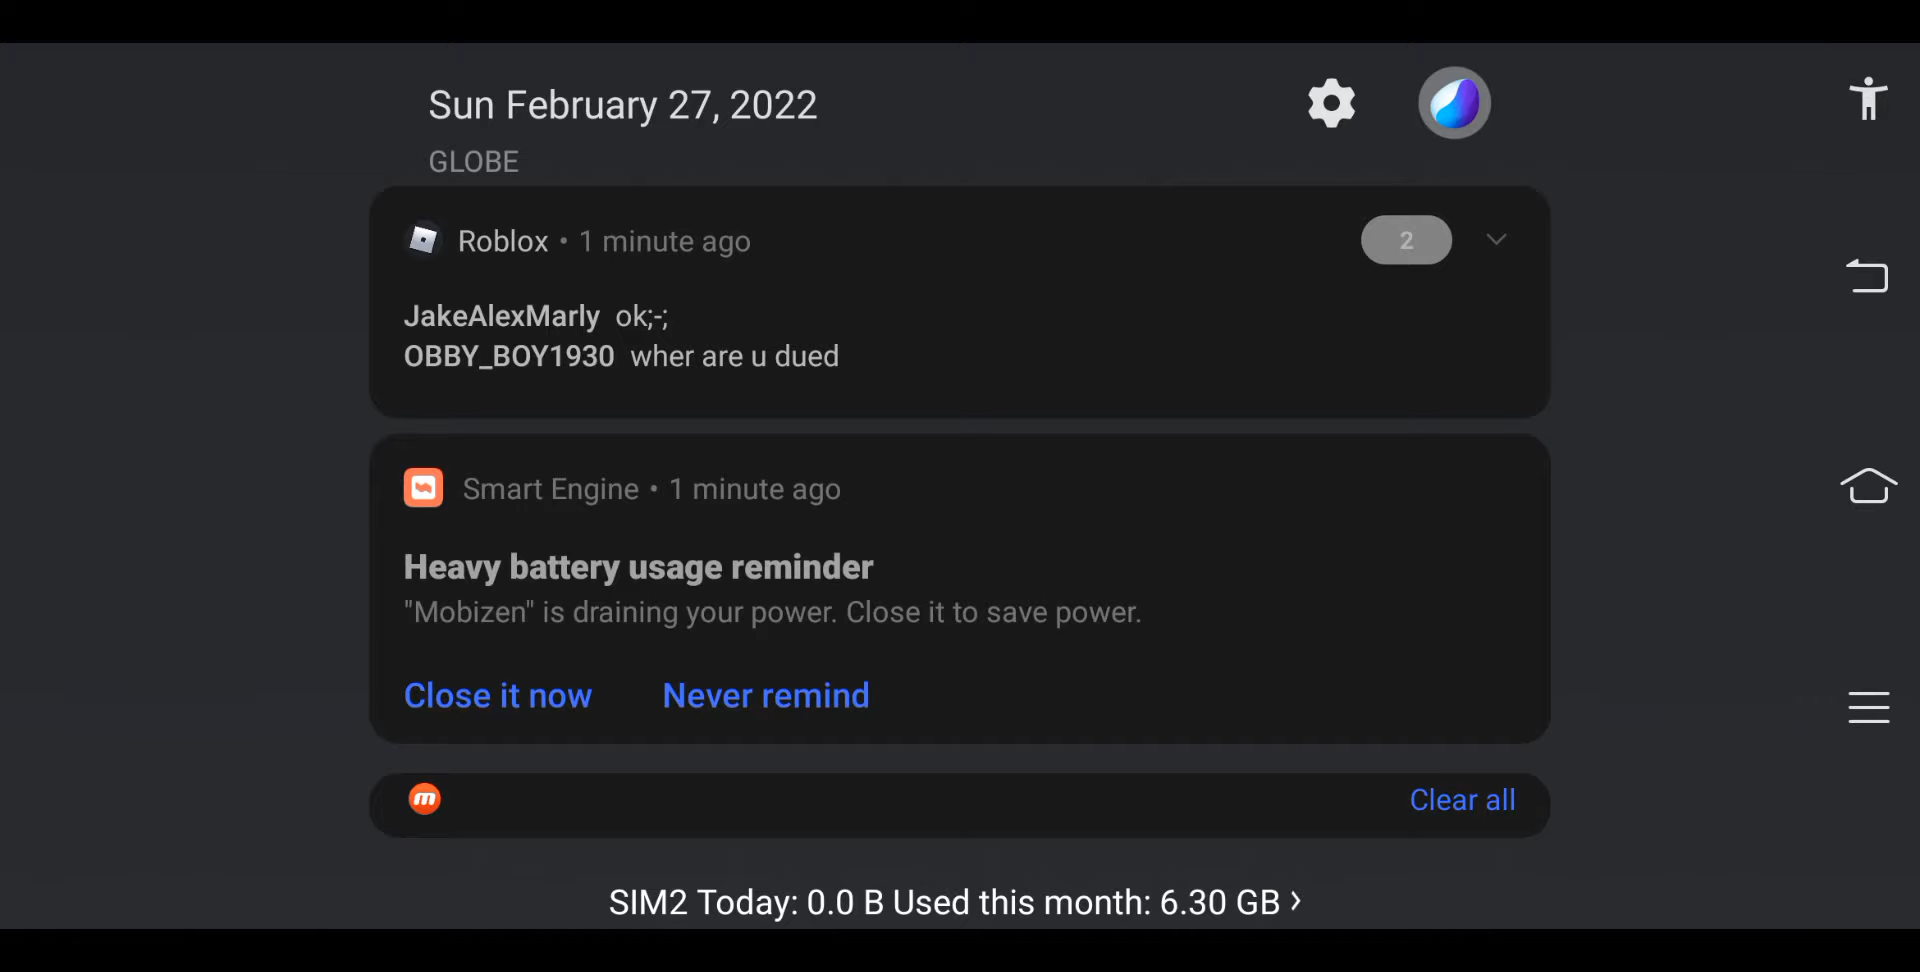 Sun February 27, 2022
GLOBE
Roblox • 1 minute ago 2
JakeAlexMarly ok;-;
OBBY_BOY1930 wher are u dued
Smart Engine • 1 minute ago
Heavy battery usage reminder
"Mobizen" is draining your power. Close it to save power.
Close it now Never remind
m Clear all
SIM2 Today: 0.0 B Used this month: 6.30 GB ›